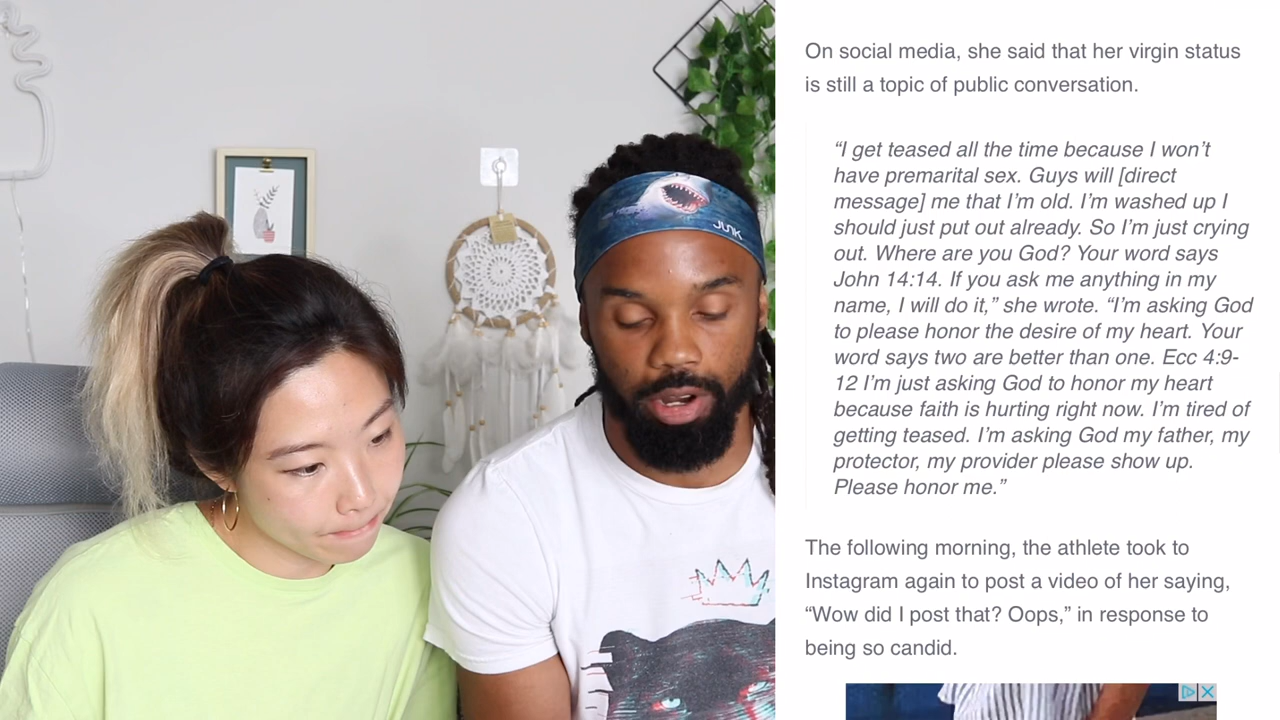 On social media, she said that her virgin status
is still a topic of public conversation.
“I get teased all the time because I won’t
have premarital sex. Guys will [direct
message] me that I’m old. I’m washed up I
should just put out already. So I’m just crying
out. Where are you God? Your word says
John 14:14. If you ask me anything in my
name, I will do it,” she wrote. “I’m asking God
to please honor the desire of my heart. Your
word says two are better than one. Ecc 4:9-
12 I’m just asking God to honor my heart
because faith is hurting right now. I’m tired of
getting teased. I’m asking God my father, my
protector, my provider please show up.
Please honor me.”
The following morning, the athlete took to
Instagram again to post a video of her saying,
“Wow did I post that? Oops,” in response to
being so candid.
JUNK